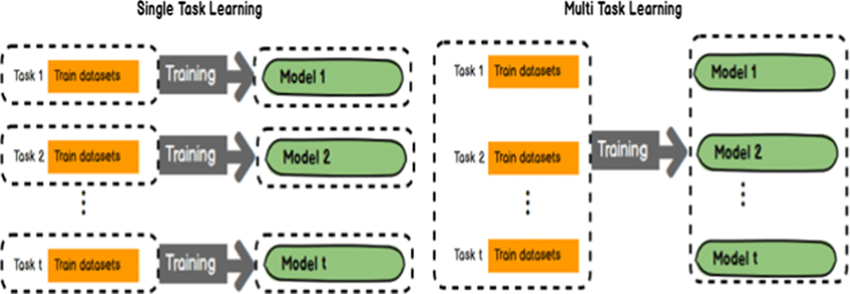 Single Task Learning
Task 1 Train datasets Training Model 1
Task 2 Train datasets Training Model 2
Task t Train datasets Training Model t
Multi Task Learning
Task 1 Train datasets
Task 2 Train datasets
Task t Train datasets
Training
Model 1
Model 2
Model t